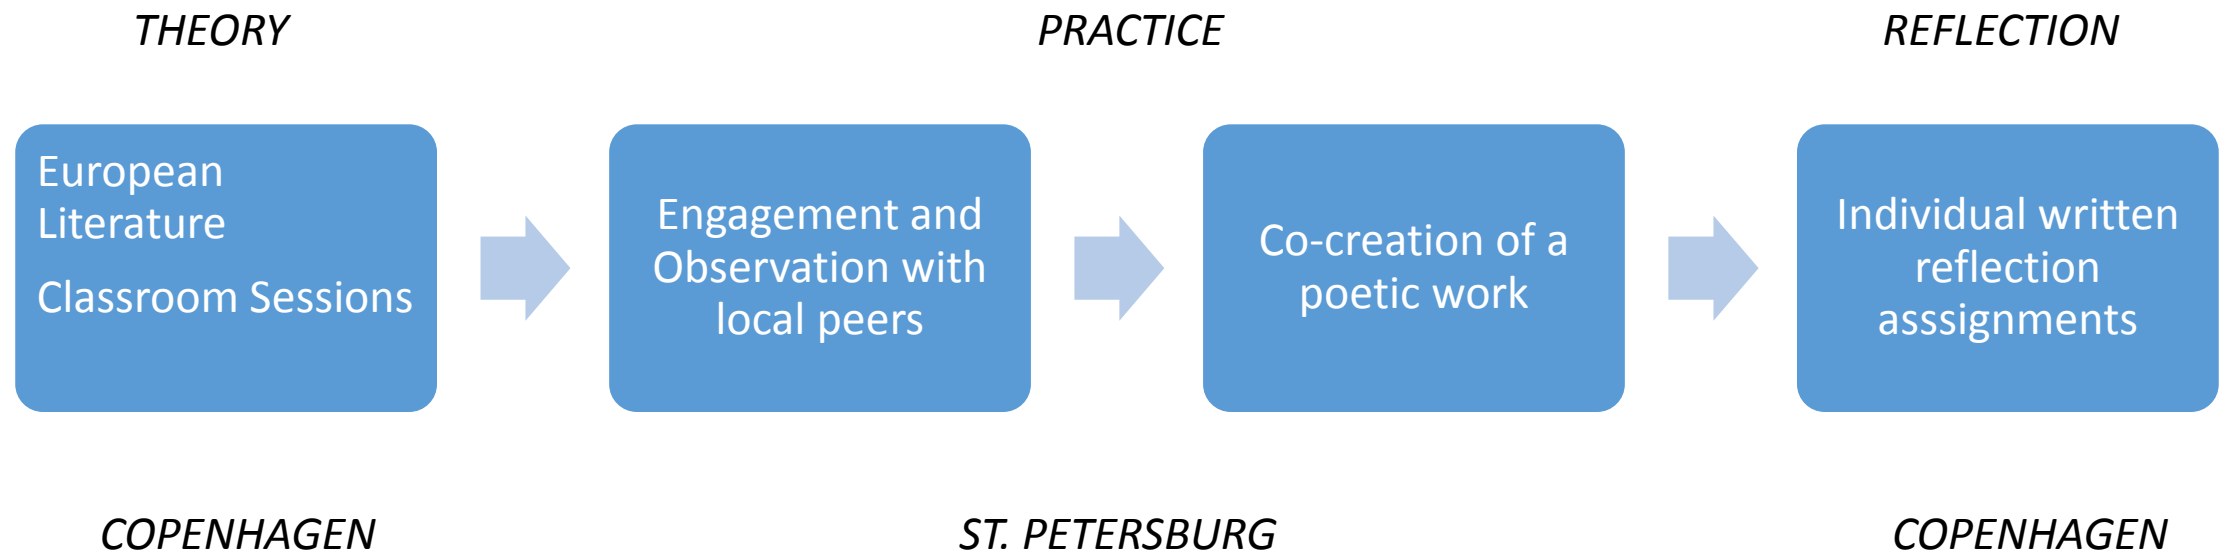 THEORY
PRACTICE
REFLECTION
European
Literature
Classroom Sessions
Engagement and
Observation with
local peers
Co-creation of a
poetic work
Individual written
reflection
asssignments
COPENHAGEN
ST. PETERSBURG
COPENHAGEN